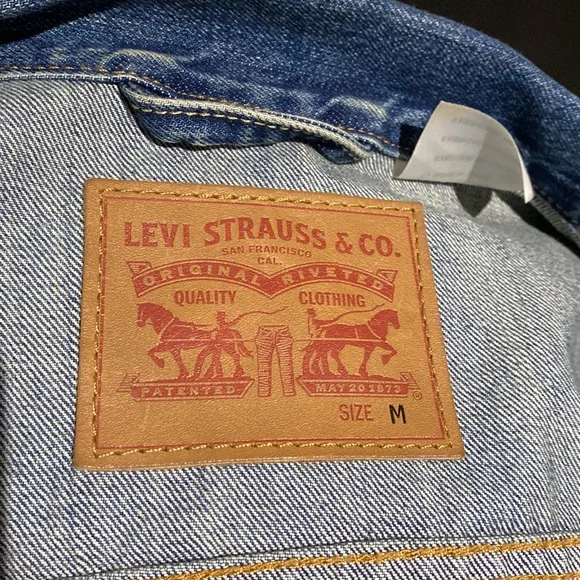 LEVI STRAUSS & CO.
SAN FRANCISCO
CAL.
ORIGINAL RIVETED
QUALITY CLOTHING
PATENTED MAY 20 1873 ®
SIZE M